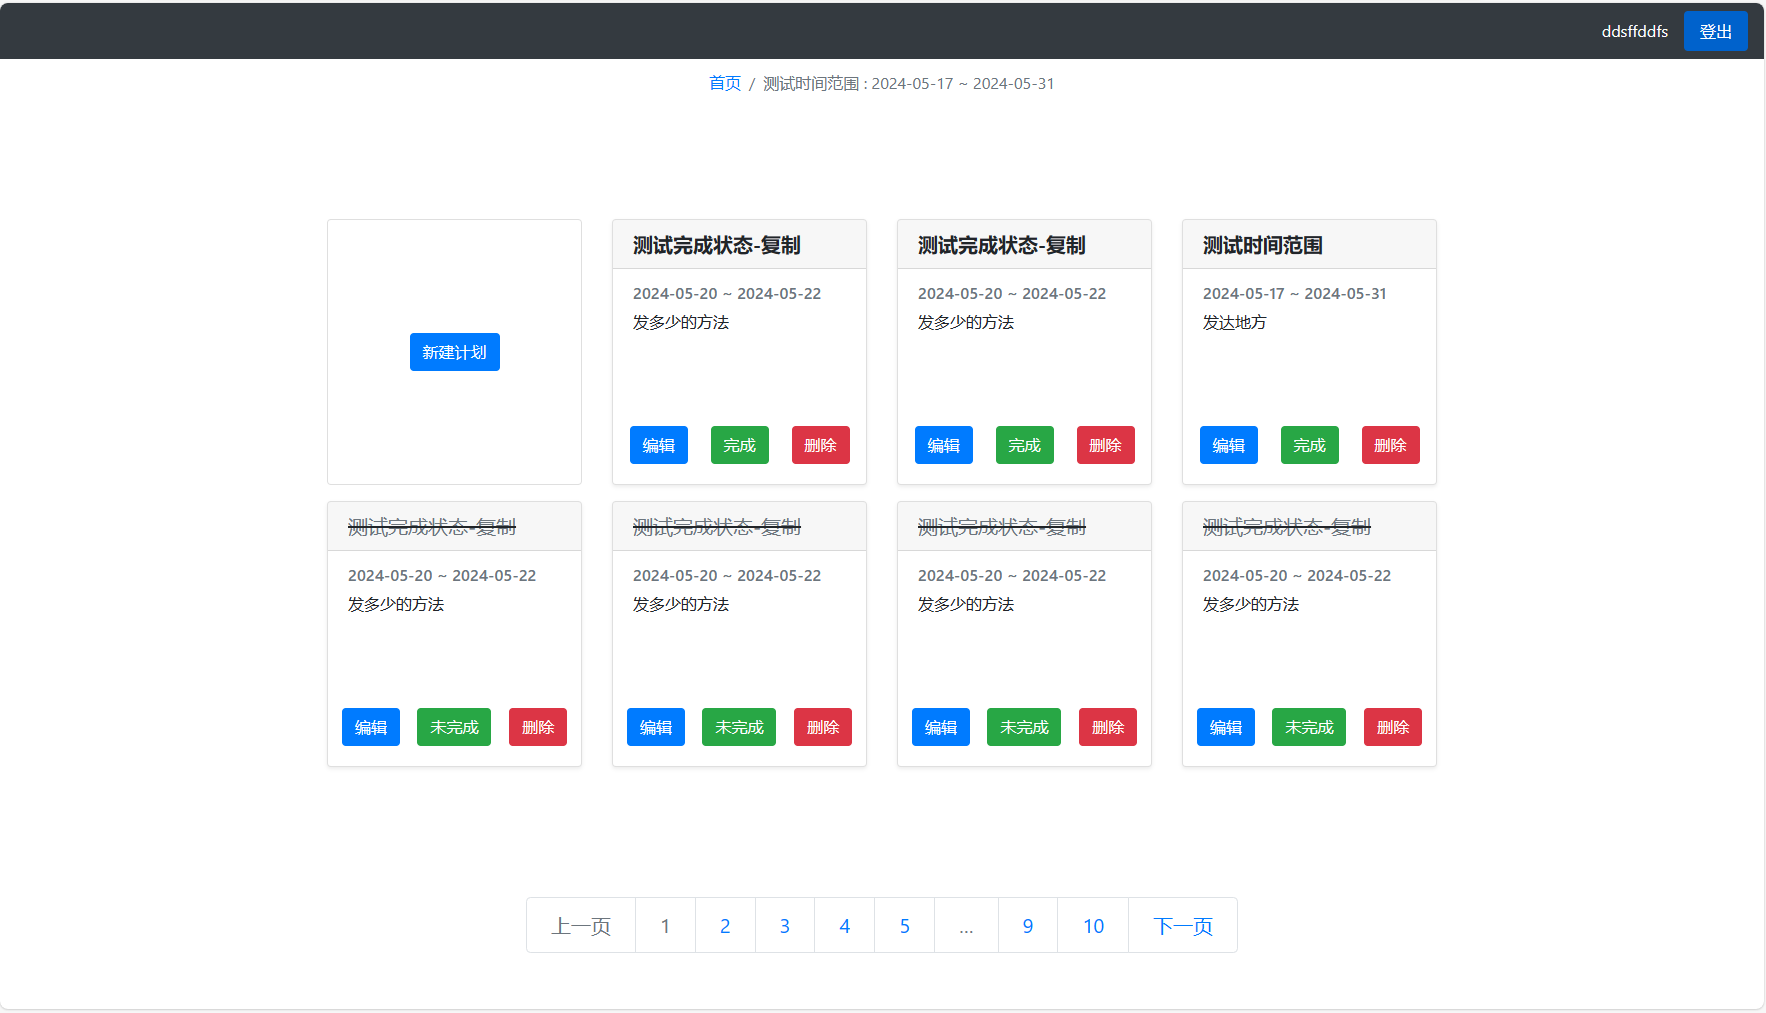 ddsffddfs 登出
首页 / 测试时间范围 : 2024-05-17 ~ 2024-05-31
新建计划
测试完成状态-复制
2024-05-20 ~ 2024-05-22
发多少的方法
编辑 完成 删除
测试完成状态-复制
2024-05-20 ~ 2024-05-22
发多少的方法
编辑 完成 删除
测试时间范围
2024-05-17 ~ 2024-05-31
发达地方
编辑 完成 删除
测试完成状态-复制
2024-05-20 ~ 2024-05-22
发多少的方法
编辑 未完成 删除
测试完成状态-复制
2024-05-20 ~ 2024-05-22
发多少的方法
编辑 未完成 删除
测试完成状态-复制
2024-05-20 ~ 2024-05-22
发多少的方法
编辑 未完成 删除
测试完成状态-复制
2024-05-20 ~ 2024-05-22
发多少的方法
编辑 未完成 删除
上一页 1 2 3 4 5 ... 9 10 下一页